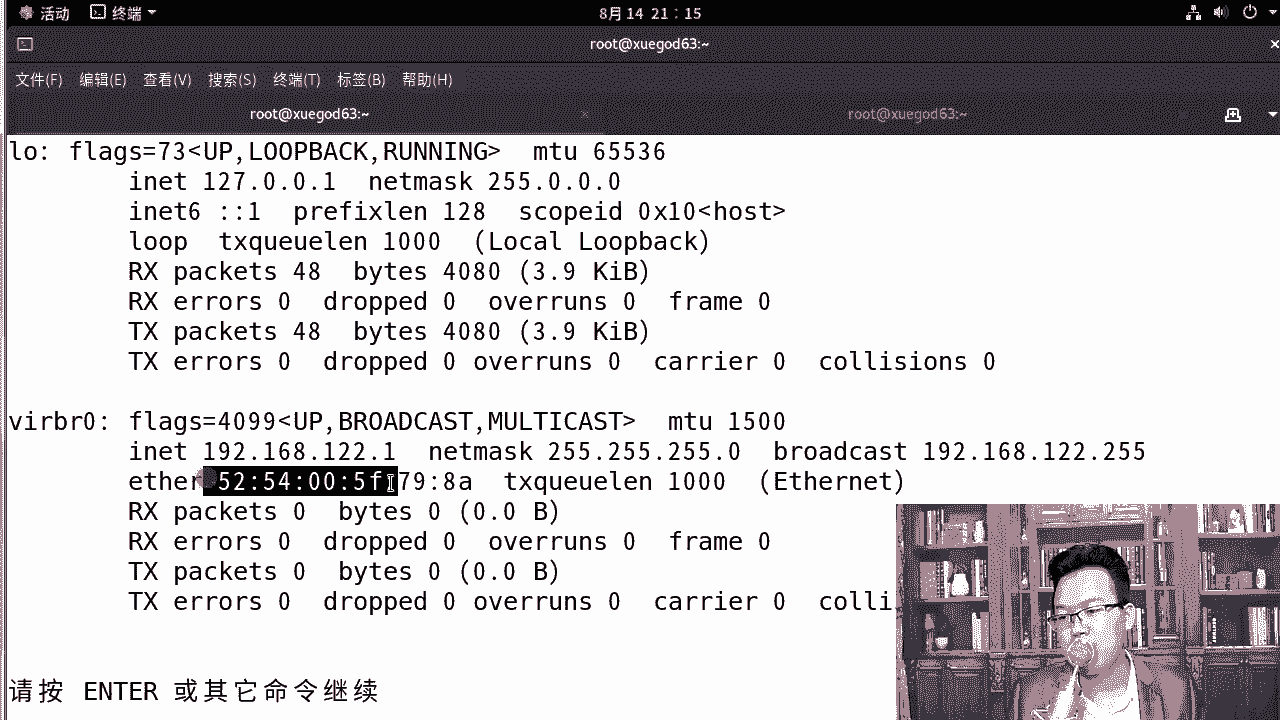 活动 终端 8月 14 21：15
root@xuegod63:~
文件(F) 编辑(E) 查看(V) 搜索(S) 终端(T) 标签(B) 帮助(H)
root@xuegod63:~ root@xuegod63:~
lo: flags=73<UP,LOOPBACK,RUNNING> mtu 65536
inet 127.0.0.1 netmask 255.0.0.0
inet6 ::1 prefixlen 128 scopeid 0x10<host>
loop txqueuelen 1000 (Local Loopback)
RX packets 48 bytes 4080 (3.9 KiB)
RX errors 0 dropped 0 overruns 0 frame 0
TX packets 48 bytes 4080 (3.9 KiB)
TX errors 0 dropped 0 overruns 0 carrier 0 collisions 0
virbr0: flags=4099<UP,BROADCAST,MULTICAST> mtu 1500
inet 192.168.122.1 netmask 255.255.255.0 broadcast 192.168.122.255
ether 52:54:00:5f:79:8a txqueuelen 1000 (Ethernet)
RX packets 0 bytes 0 (0.0 B)
RX errors 0 dropped 0 overruns 0 frame 0
TX packets 0 bytes 0 (0.0 B)
TX errors 0 dropped 0 overruns 0 carrier 0 colli
请按 ENTER 或其它命令继续